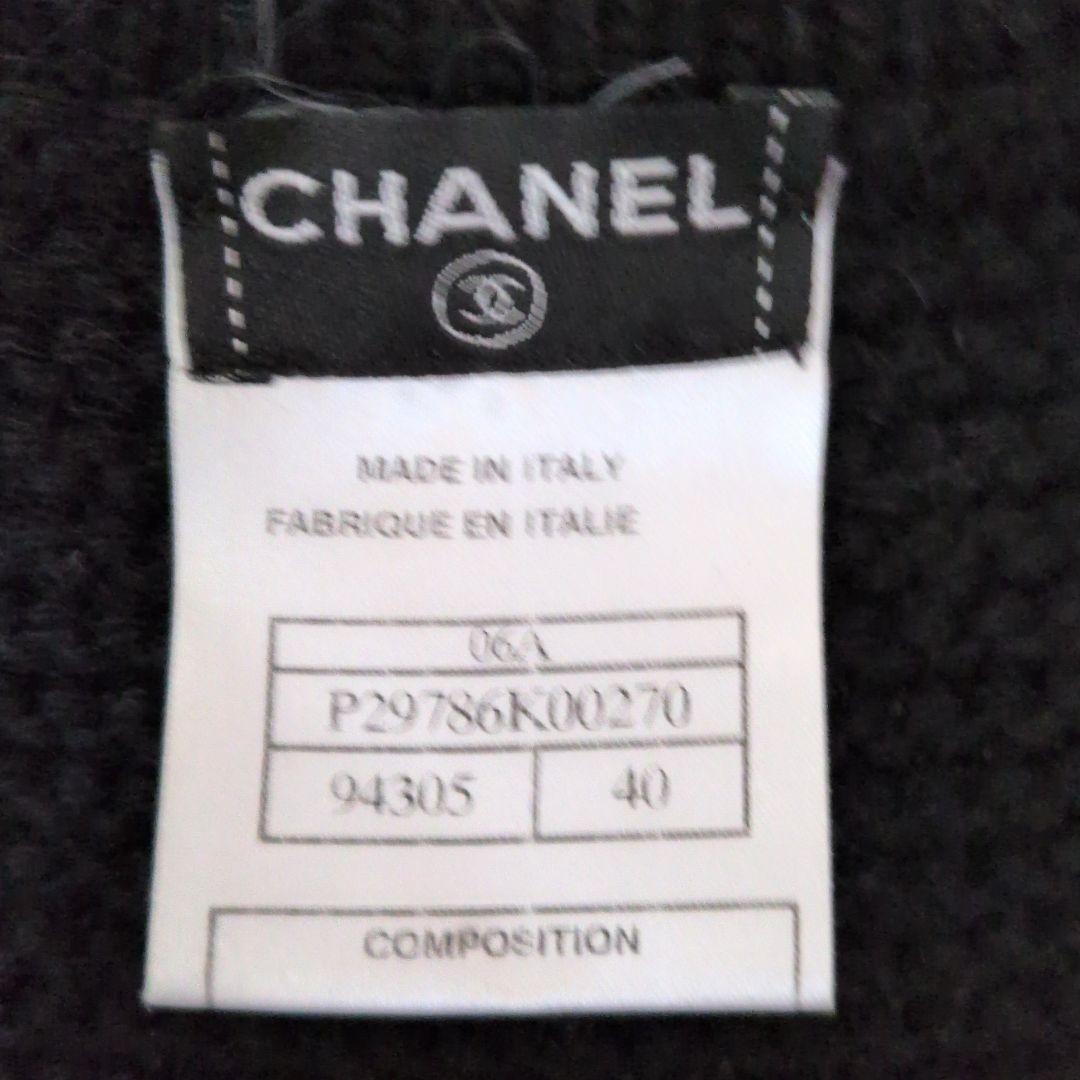 CHANEL
MADE IN ITALY
FABRIQUE EN ITALIE
06A
P29786K00270
94305 40
COMPOSITION